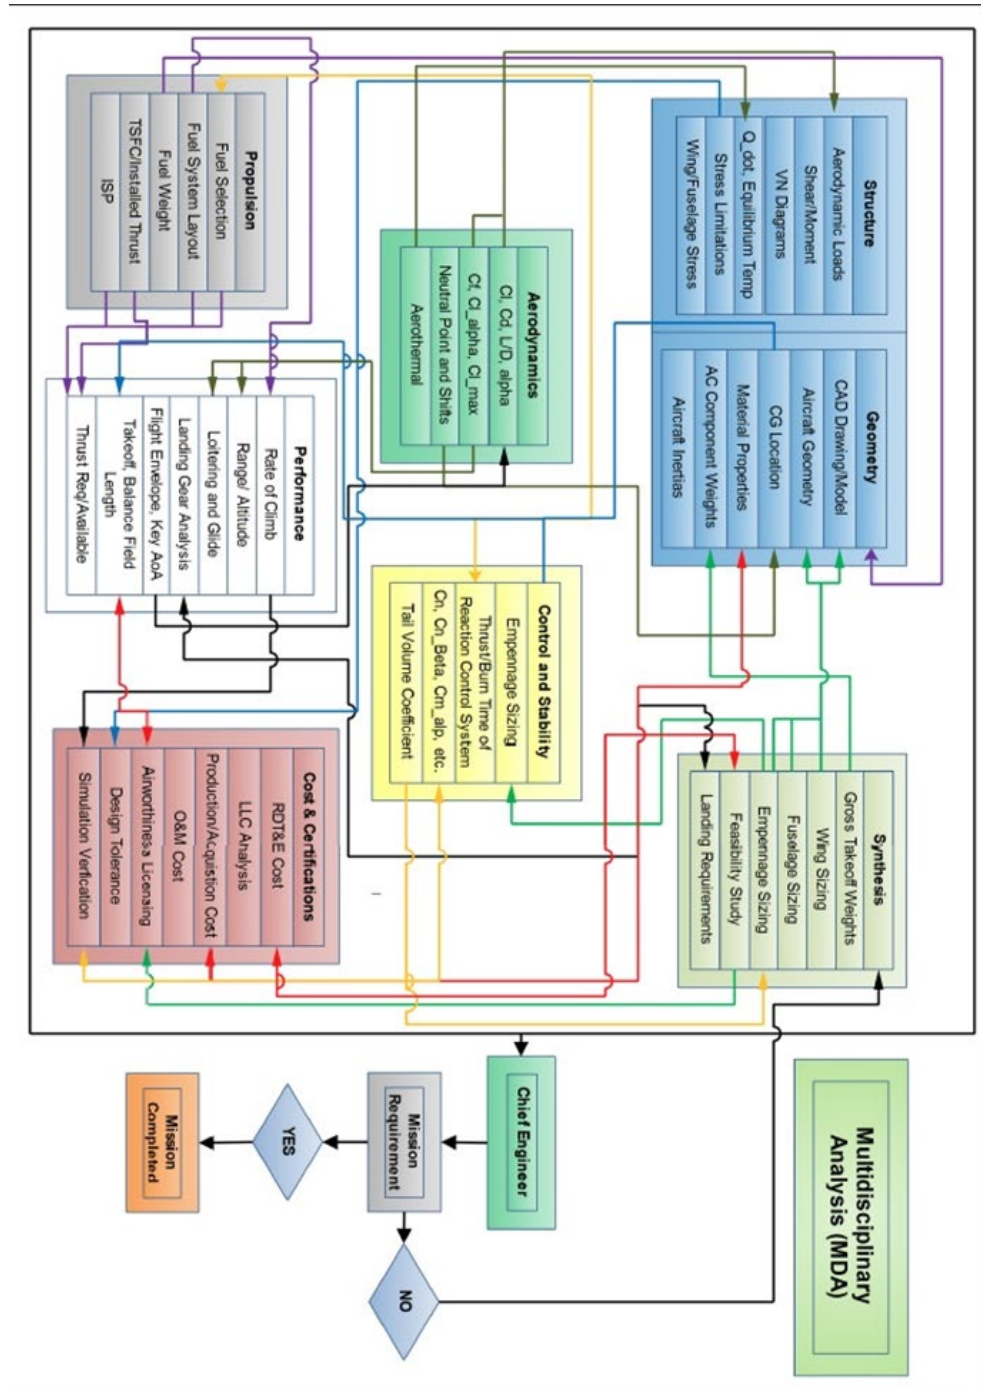 Multidisciplinary
Analysis (MDA)
Structure
Aerodynamic Loads
Shear/Moment
VN Diagrams
Q_dot, Equilibrium Temp
Stress Limitations
Wing/Fuselage Stress
Geometry
CAD Drawing/Model
Aircraft Geometry
CG Location
Material Properties
AC Component Weights
Aircraft Inertias
Synthesis
Gross Takeoff Weights
Wing Sizing
Fuselage Sizing
Empennage Sizing
Feasibility Study
Landing Requirements
Aerodynamics
Cl, Cd, L/D, alpha
Cf, Cl_alpha, Cl_max
Neutral Point and Shifts
Aerothermal
Control and Stability
Empennage Sizing
Thrust/Burn Time of
Reaction Control System
Cn, Cn_Beta, Cm_alp, etc.
Tail Volume Coefficient
Chief Engineer
Mission
Requirement
NO
YES
Mission
Completed
Propulsion
Fuel Selection
Fuel System Layout
Fuel Weight
TSFC/Installed Thrust
ISP
Performance
Rate of Climb
Range/ Altitude
Loitering and Glide
Landing Gear Analysis
Flight Envelope, Key AoA
Takeoff, Balance Field
Length
Thrust Req/Available
Cost & Certifications
RDT&E Cost
LLC Analysis
Production/Acquistion Cost
O&M Cost
Airworthiness Licensing
Design Tolerance
Simulation Verfication